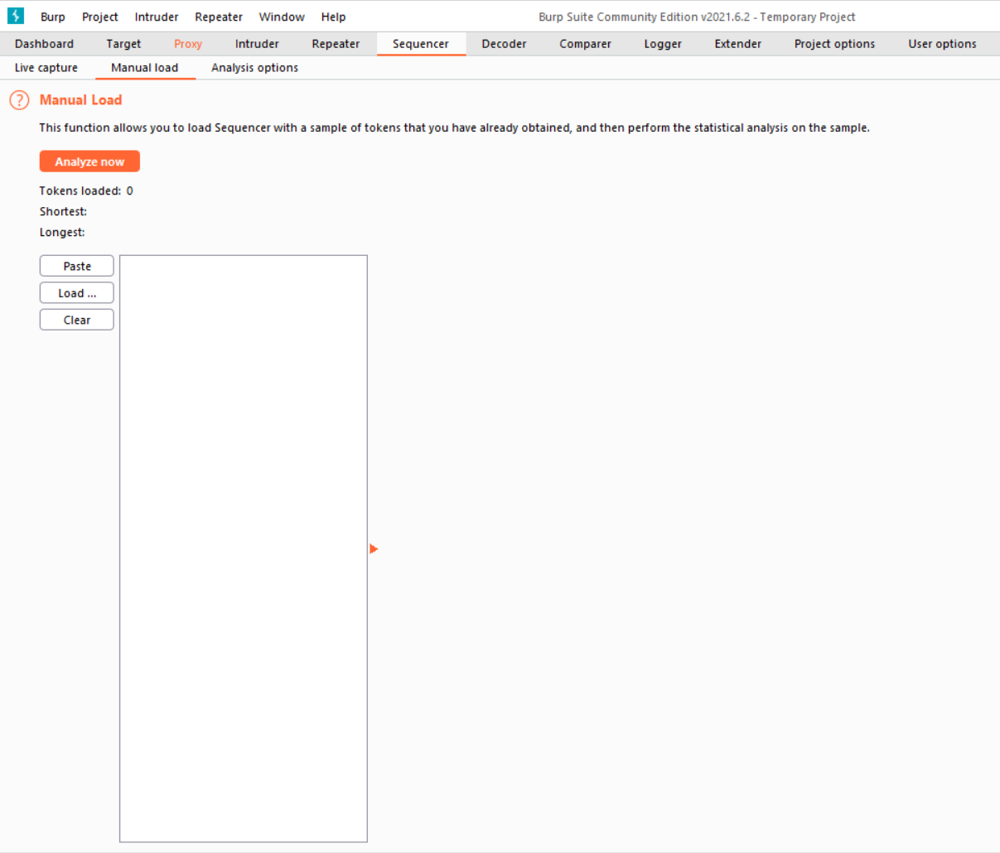 Burp Project Intruder Repeater Window Help Burp Suite Community Edition v2021.6.2 - Temporary Project
Dashboard Target Proxy Intruder Repeater Sequencer Decoder Comparer Logger Extender Project options User options
Live capture Manual load Analysis options
? Manual Load
This function allows you to load Sequencer with a sample of tokens that you have already obtained, and then perform the statistical analysis on the sample.
Analyze now
Tokens loaded: 0
Shortest:
Longest:
Paste
Load ...
Clear